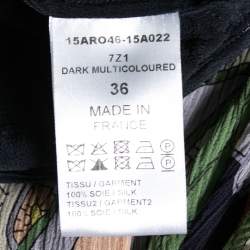 15ARO46-15A022
7Z1
DARK MULTICOLOURED
36
MADE IN
FRANCE
TISSU / GARMENT
100% SOIE / SILK
TISSU2 / GARMENT2
100% SOIE / SILK